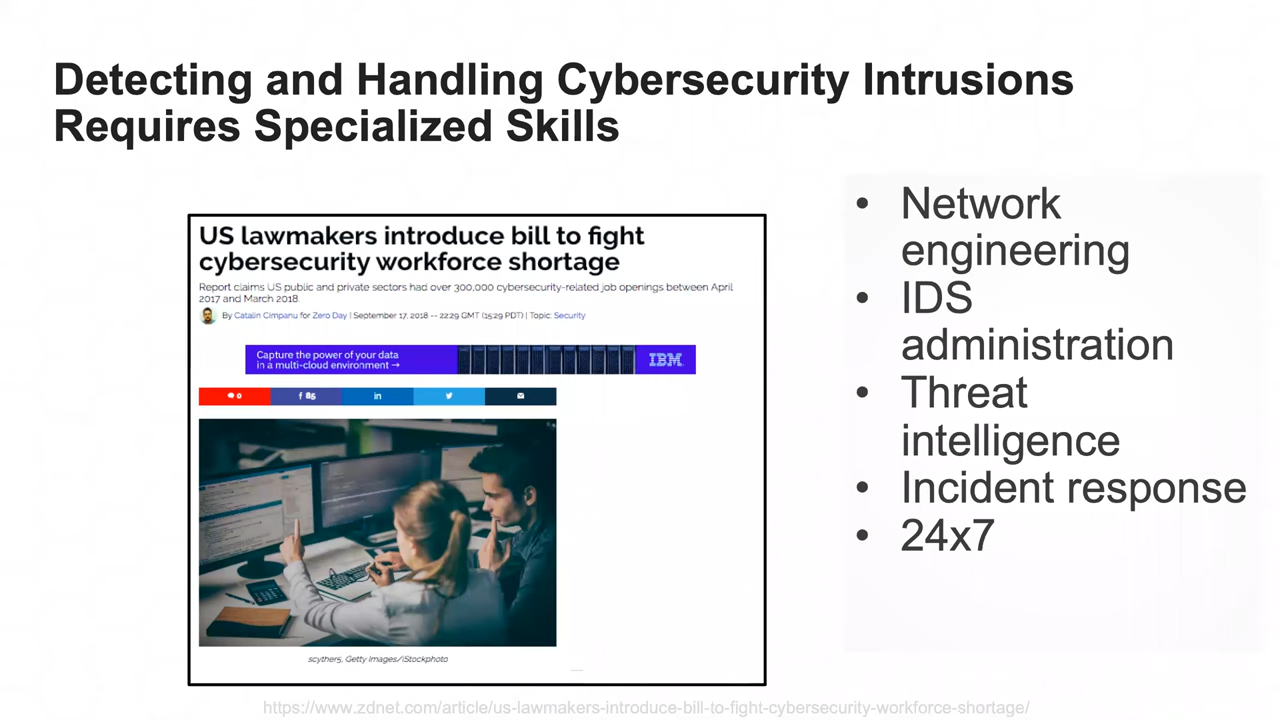 Detecting and Handling Cybersecurity Intrusions
Requires Specialized Skills
US lawmakers introduce bill to fight
cybersecurity workforce shortage
Report claims US public and private sectors had over 300,000 cybersecurity-related job openings between April
2017 and March 2018.
By Catalin Cimpanu for Zero Day | September 17, 2018 -- 22:29 GMT (15:29 PDT) | Topic: Security
Capture the power of your data
in a multi-cloud environment →
IBM
0
f 85
in
scyther5, Getty Images/iStockphoto
• Network
engineering
• IDS
administration
• Threat
intelligence
• Incident response
• 24x7
https://www.zdnet.com/article/us-lawmakers-introduce-bill-to-fight-cybersecurity-workforce-shortage/